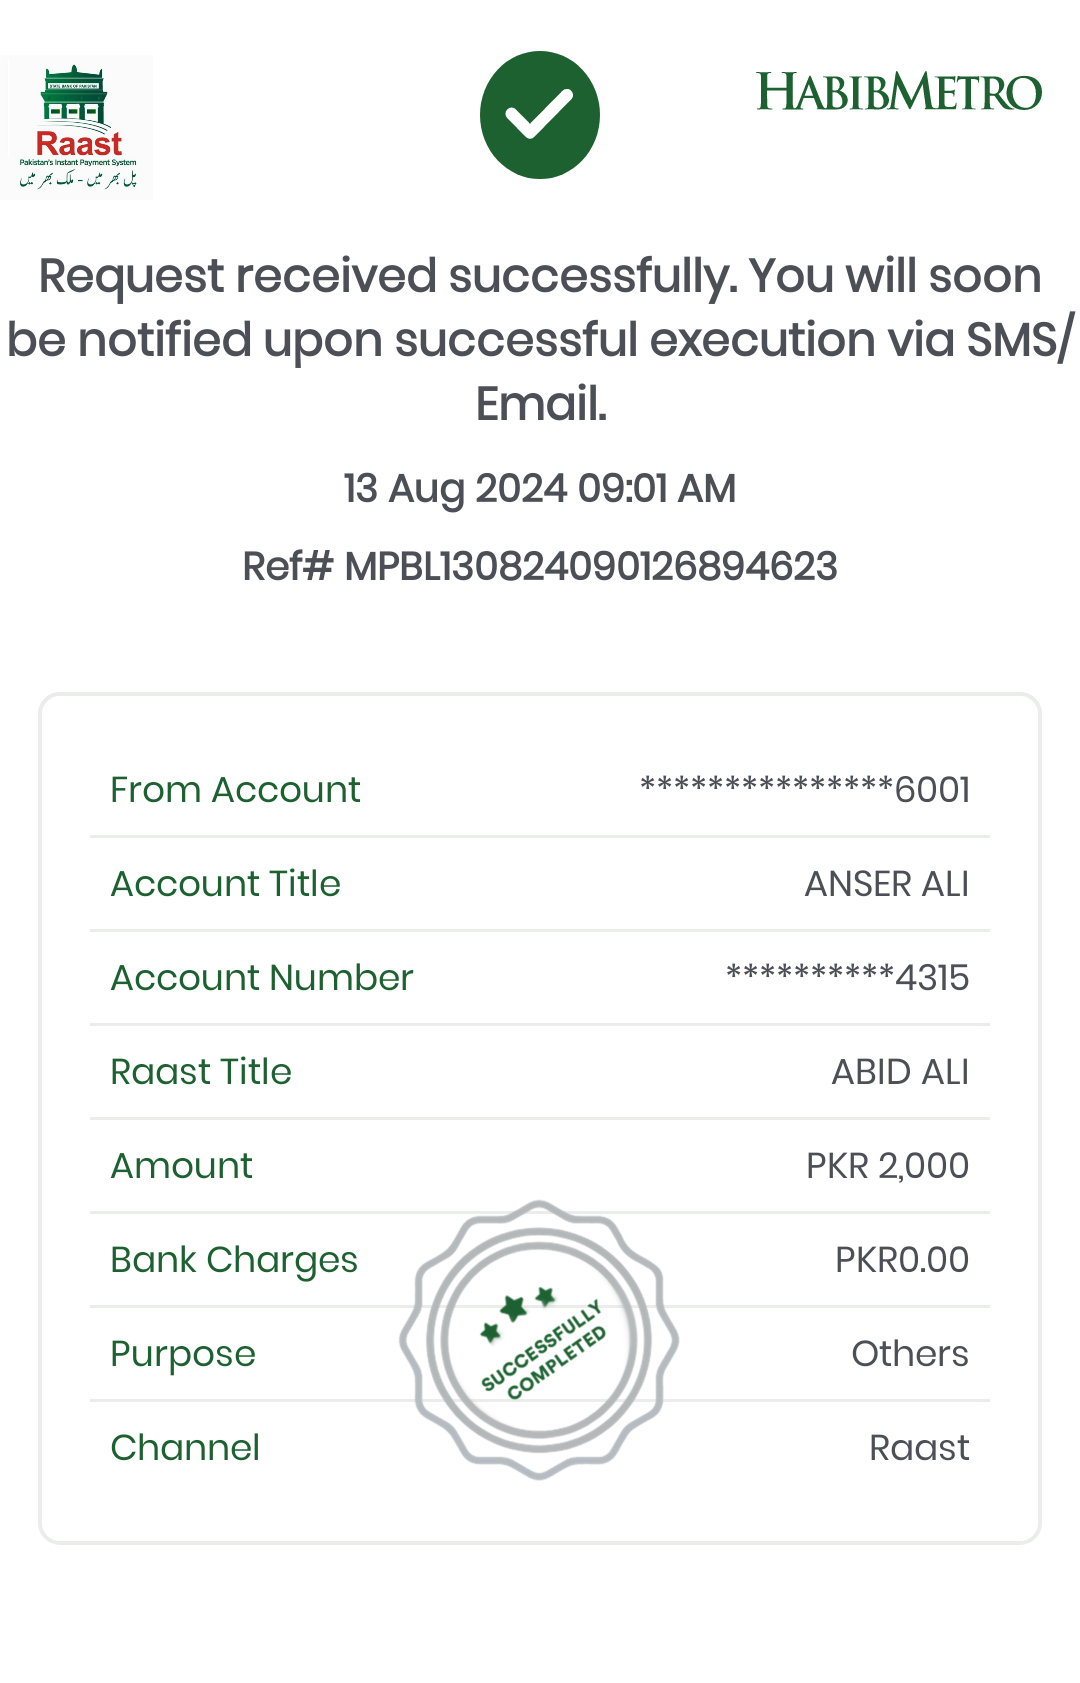 STATE BANK OF PAKISTAN
Raast
Pakistan's Instant Payment System
پل بھر میں - ملک بھر میں
HABIBMETRO
Request received successfully. You will soon
be notified upon successful execution via SMS/
Email.
13 Aug 2024 09:01 AM
Ref# MPBL130824090126894623
From Account ***************6001
Account Title ANSER ALI
Account Number **********4315
Raast Title ABID ALI
Amount PKR 2,000
Bank Charges PKR0.00
Purpose Others
Channel Raast
SUCCESSFULLY
COMPLETED